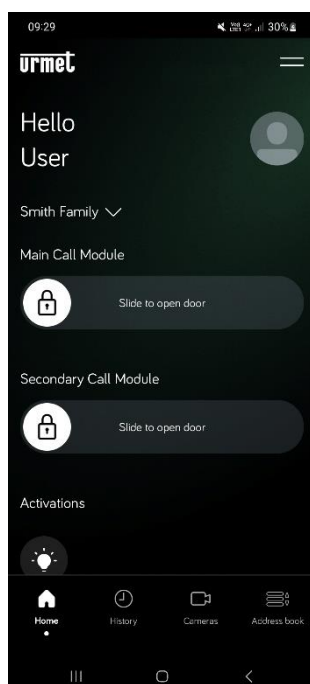 09:29
30%
urmet
Hello
User
Smith Family
Main Call Module
Slide to open door
Secondary Call Module
Slide to open door
Activations
Home
History
Cameras
Address book